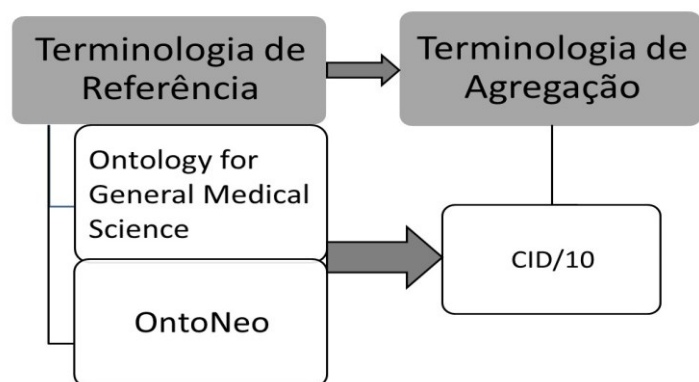 Terminologia de
Referência
Terminologia de
Agregação
Ontology for
General Medical
Science
OntoNeo
CID/10